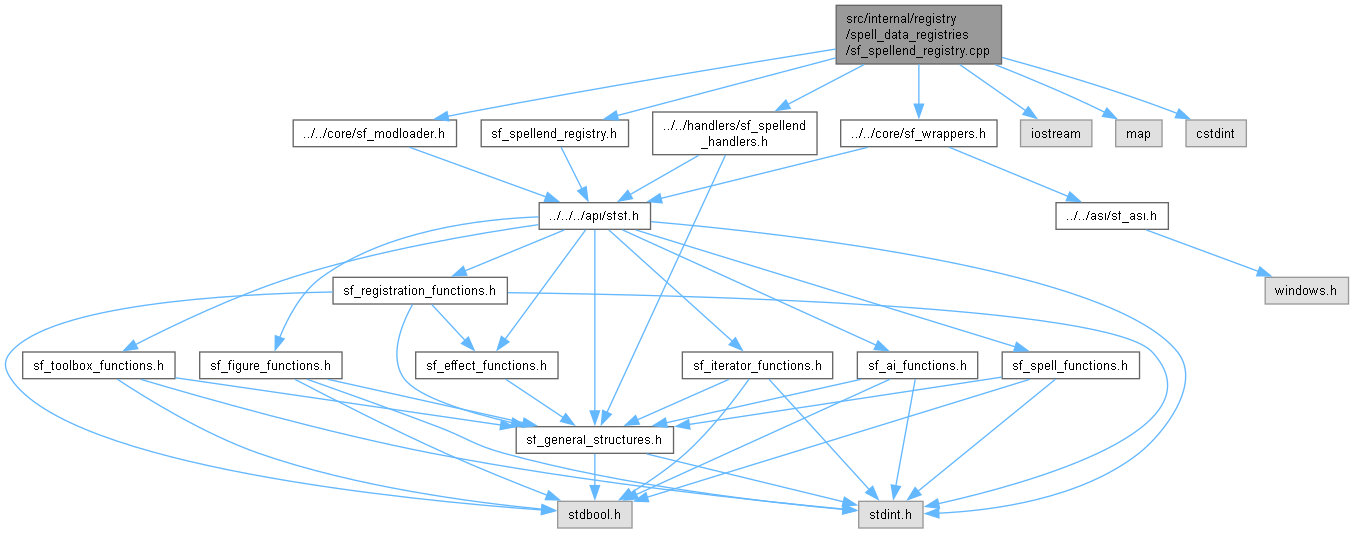 src/internal/registry
/spell_data_registries
/sf_spellend_registry.cpp
../../core/sf_modloader.h
sf_spellend_registry.h
../../handlers/sf_spellend
_handlers.h
../../core/sf_wrappers.h
iostream
map
cstdint
../../../api/sfsf.h
../../asi/sf_asi.h
sf_registration_functions.h
windows.h
sf_toolbox_functions.h
sf_figure_functions.h
sf_effect_functions.h
sf_iterator_functions.h
sf_ai_functions.h
sf_spell_functions.h
sf_general_structures.h
stdbool.h
stdint.h